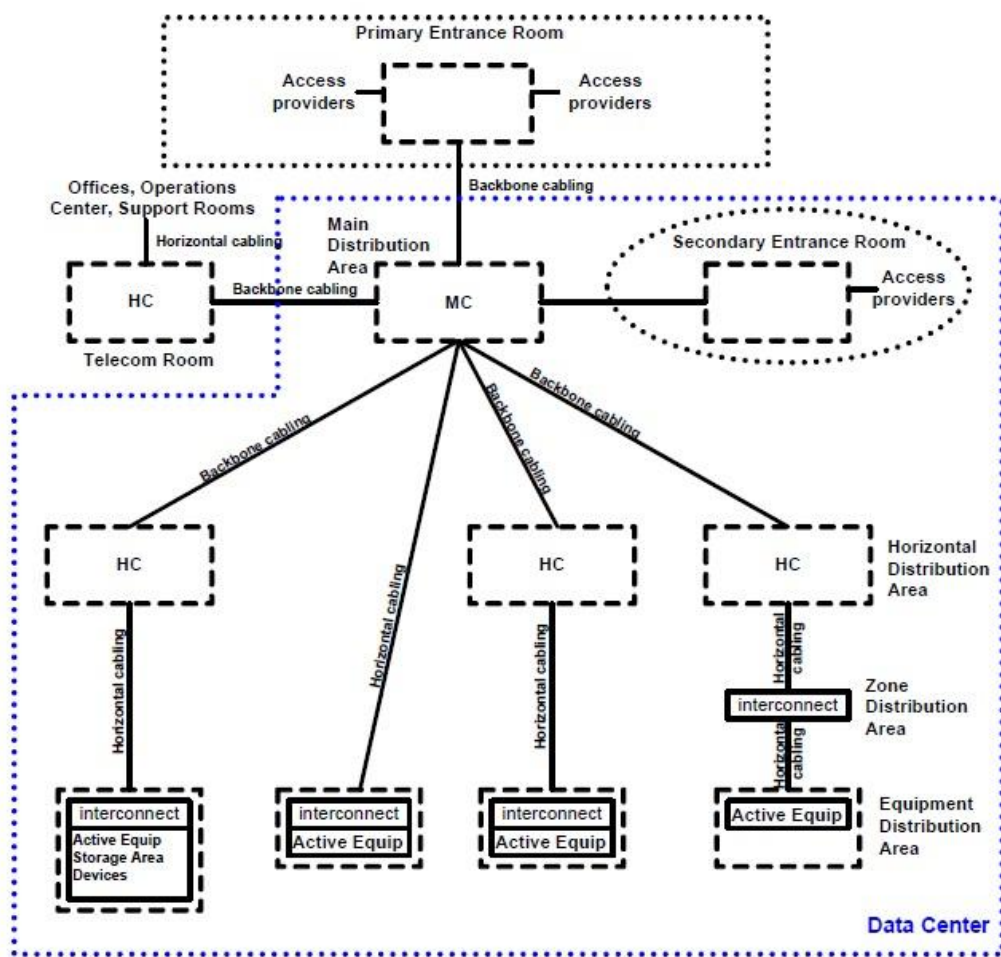 Primary Entrance Room
Access
providers
Access
providers
Backbone cabling
Offices, Operations
Center, Support Rooms
Horizontal cabling
Main
Distribution
Area
Secondary Entrance Room
Access
providers
HC
Backbone cabling
MC
Telecom Room
Backbone cabling
Backbone cabling
Backbone cabling
Horizontal cabling
HC
HC
HC
Horizontal
Distribution
Area
Horizontal cabling
Horizontal cabling
Horizontal
cabling
interconnect
Zone
Distribution
Area
Horizontal
cabling
interconnect
Active Equip
Storage Area
Devices
interconnect
Active Equip
interconnect
Active Equip
Active Equip
Equipment
Distribution
Area
Data Center